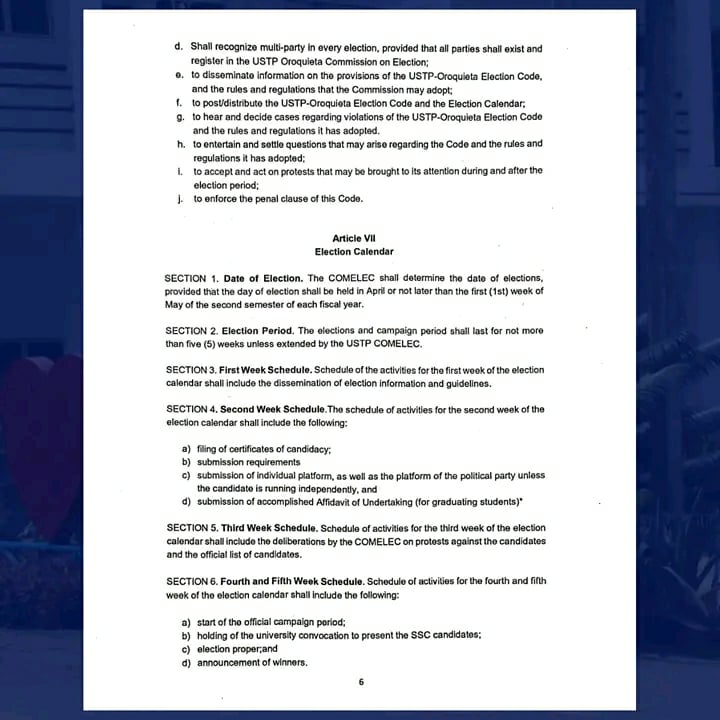 d. Shall recognize multi-party in every election, provided that all parties shall exist and
register in the USTP Oroquieta Commission on Election;
e. to disseminate information on the provisions of the USTP-Oroquieta Election Code,
and the rules and regulations that the Commission may adopt;
f. to post/distribute the USTP-Oroquieta Election Code and the Election Calendar;
g. to hear and decide cases regarding violations of the USTP-Oroquieta Election Code
and the rules and regulations it has adopted.
h. to entertain and settle questions that may arise regarding the Code and the rules and
regulations it has adopted;
i. to accept and act on protests that may be brought to its attention during and after the
election period;
j. to enforce the penal clause of this Code.
Article VII
Election Calendar
SECTION 1. Date of Election. The COMELEC shall determine the date of elections,
provided that the day of election shall be held in April or not later than the first (1st) week of
May of the second semester of each fiscal year.
SECTION 2. Election Period. The elections and campaign period shall last for not more
than five (5) weeks unless extended by the USTP COMELEC.
SECTION 3. First Week Schedule. Schedule of the activities for the first week of the election
calendar shall include the dissemination of election information and guidelines.
SECTION 4. Second Week Schedule.The schedule of activities for the second week of the
election calendar shall include the following:
a) filing of certificates of candidacy;
b) submission requirements
c) submission of individual platform, as well as the platform of the political party unless
the candidate is running independently, and
d) submission of accomplished Affidavit of Undertaking (for graduating students)*
SECTION 5. Third Week Schedule. Schedule of activities for the third week of the election
calendar shall include the deliberations by the COMELEC on protests against the candidates
and the official list of candidates.
SECTION 6. Fourth and Fifth Week Schedule. Schedule of activities for the fourth and fifth
week of the election calendar shall include the following:
a) start of the official campaign period;
b) holding of the university convocation to present the SSC candidates;
c) election proper;and
d) announcement of winners.
6